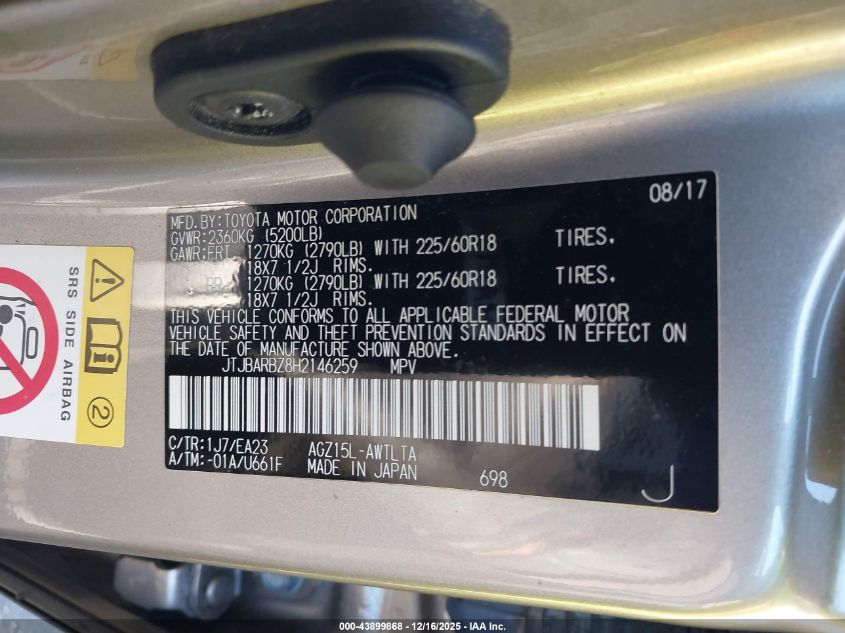 08/17
MFD.BY:TOYOTA MOTOR CORPORATION
GVWR:2360KG (5200LB)
GAWR:FRT 1270KG (2790LB) WITH 225/60R18 TIRES.
18X7 1/2J RIMS.
RR 1270KG (2790LB) WITH 225/60R18 TIRES.
18X7 1/2J RIMS.
THIS VEHICLE CONFORMS TO ALL APPLICABLE FEDERAL MOTOR
VEHICLE SAFETY AND THEFT PREVENTION STANDARDS IN EFFECT ON
THE DATE OF MANUFACTURE SHOWN ABOVE.
JTJBARBZ8H2146259 MPV
C/TR:1J7/EA23 AGZ15L-AWTLTA
A/TM:-01A/U661F MADE IN JAPAN 698
J
SRS SIDE AIRBAG
2
000-43899868 - 12/16/2025 - IAA Inc.